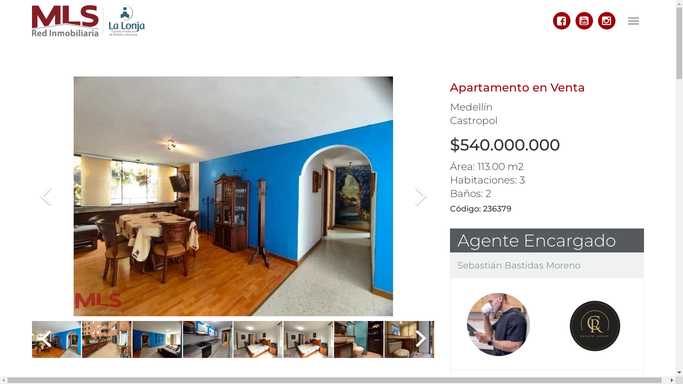 MLS
Red Inmobiliaria
La Lonja
Apartamento en Venta
Medellín
Castropol
$540.000.000
Área: 113.00 m2
Habitaciones: 3
Baños: 2
Código: 236379
Agente Encargado
Sebastián Bastidas Moreno
MLS